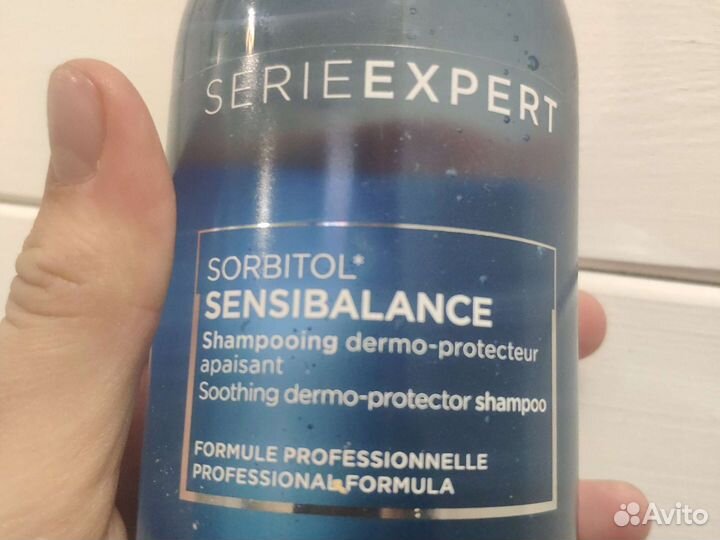 SERIEEXPERT
SORBITOL*
SENSIBALANCE
Shampooing dermo-protecteur
apaisant
Soothing dermo-protector shampoo
FORMULE PROFESSIONNELLE
PROFESSIONAL FORMULA
Avito